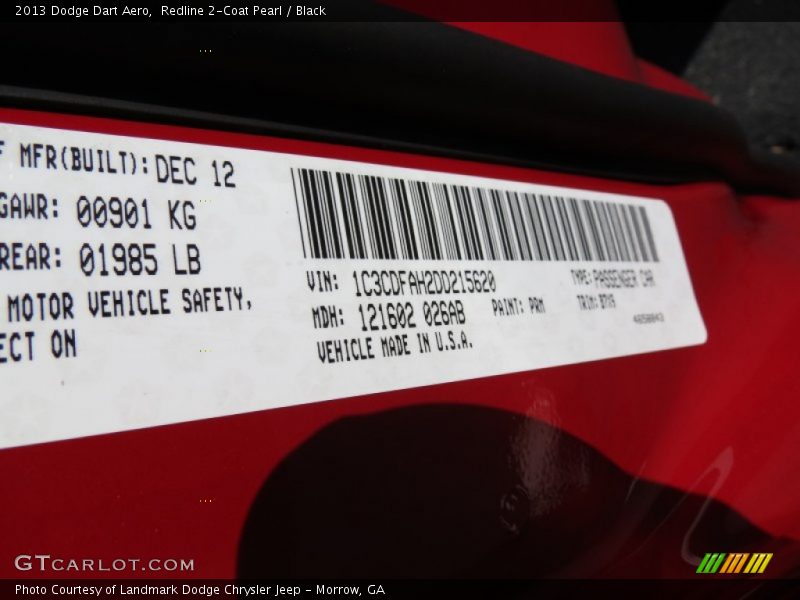 2013 Dodge Dart Aero,  Redline 2-Coat Pearl / Black
F MFR(BUILT): DEC 12
GAWR: 00901 KG
REAR: 01985 LB
MOTOR VEHICLE SAFETY,
ECT ON
VIN: 1C3CDFAH2DD215620 TYPE: PASSENGER CAR
MDH: 121602 026AB PAINT: PRM TRIM:
VEHICLE MADE IN U.S.A.
GTCARLOT.COM
Photo Courtesy of Landmark Dodge Chrysler Jeep - Morrow, GA